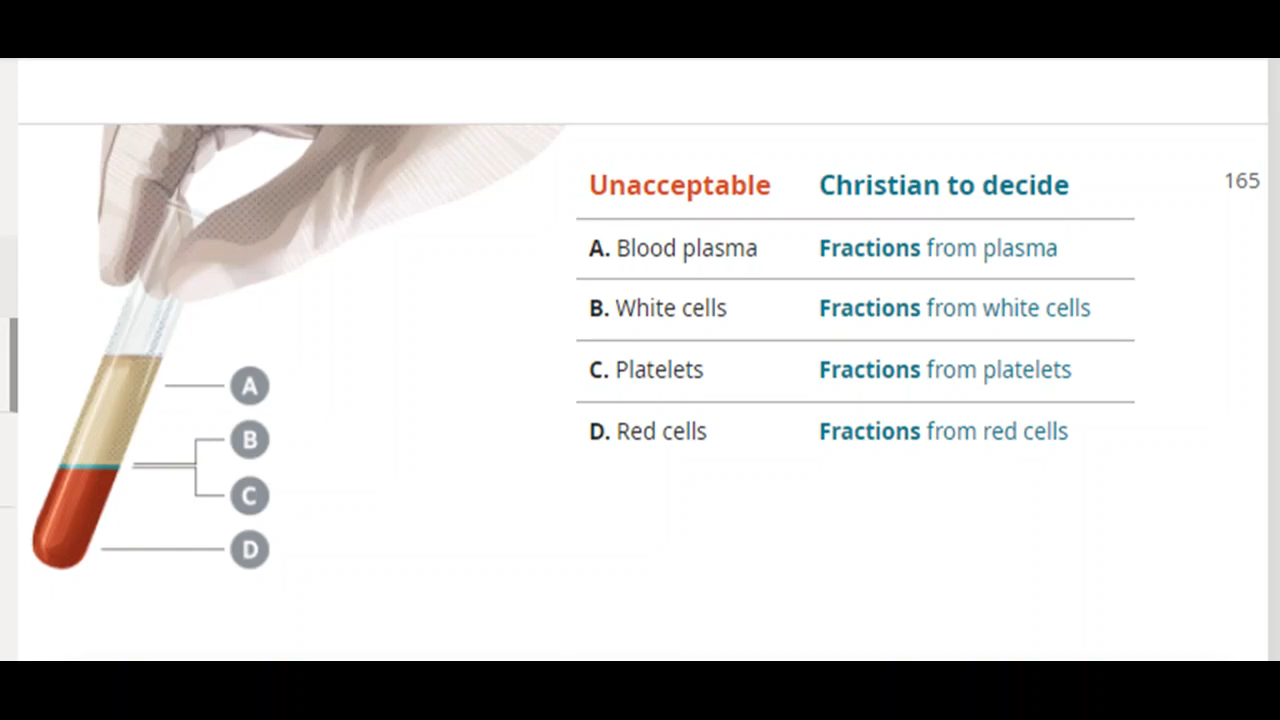 Unacceptable Christian to decide 165
A. Blood plasma Fractions from plasma
B. White cells Fractions from white cells
C. Platelets Fractions from platelets
D. Red cells Fractions from red cells
A
B
C
D